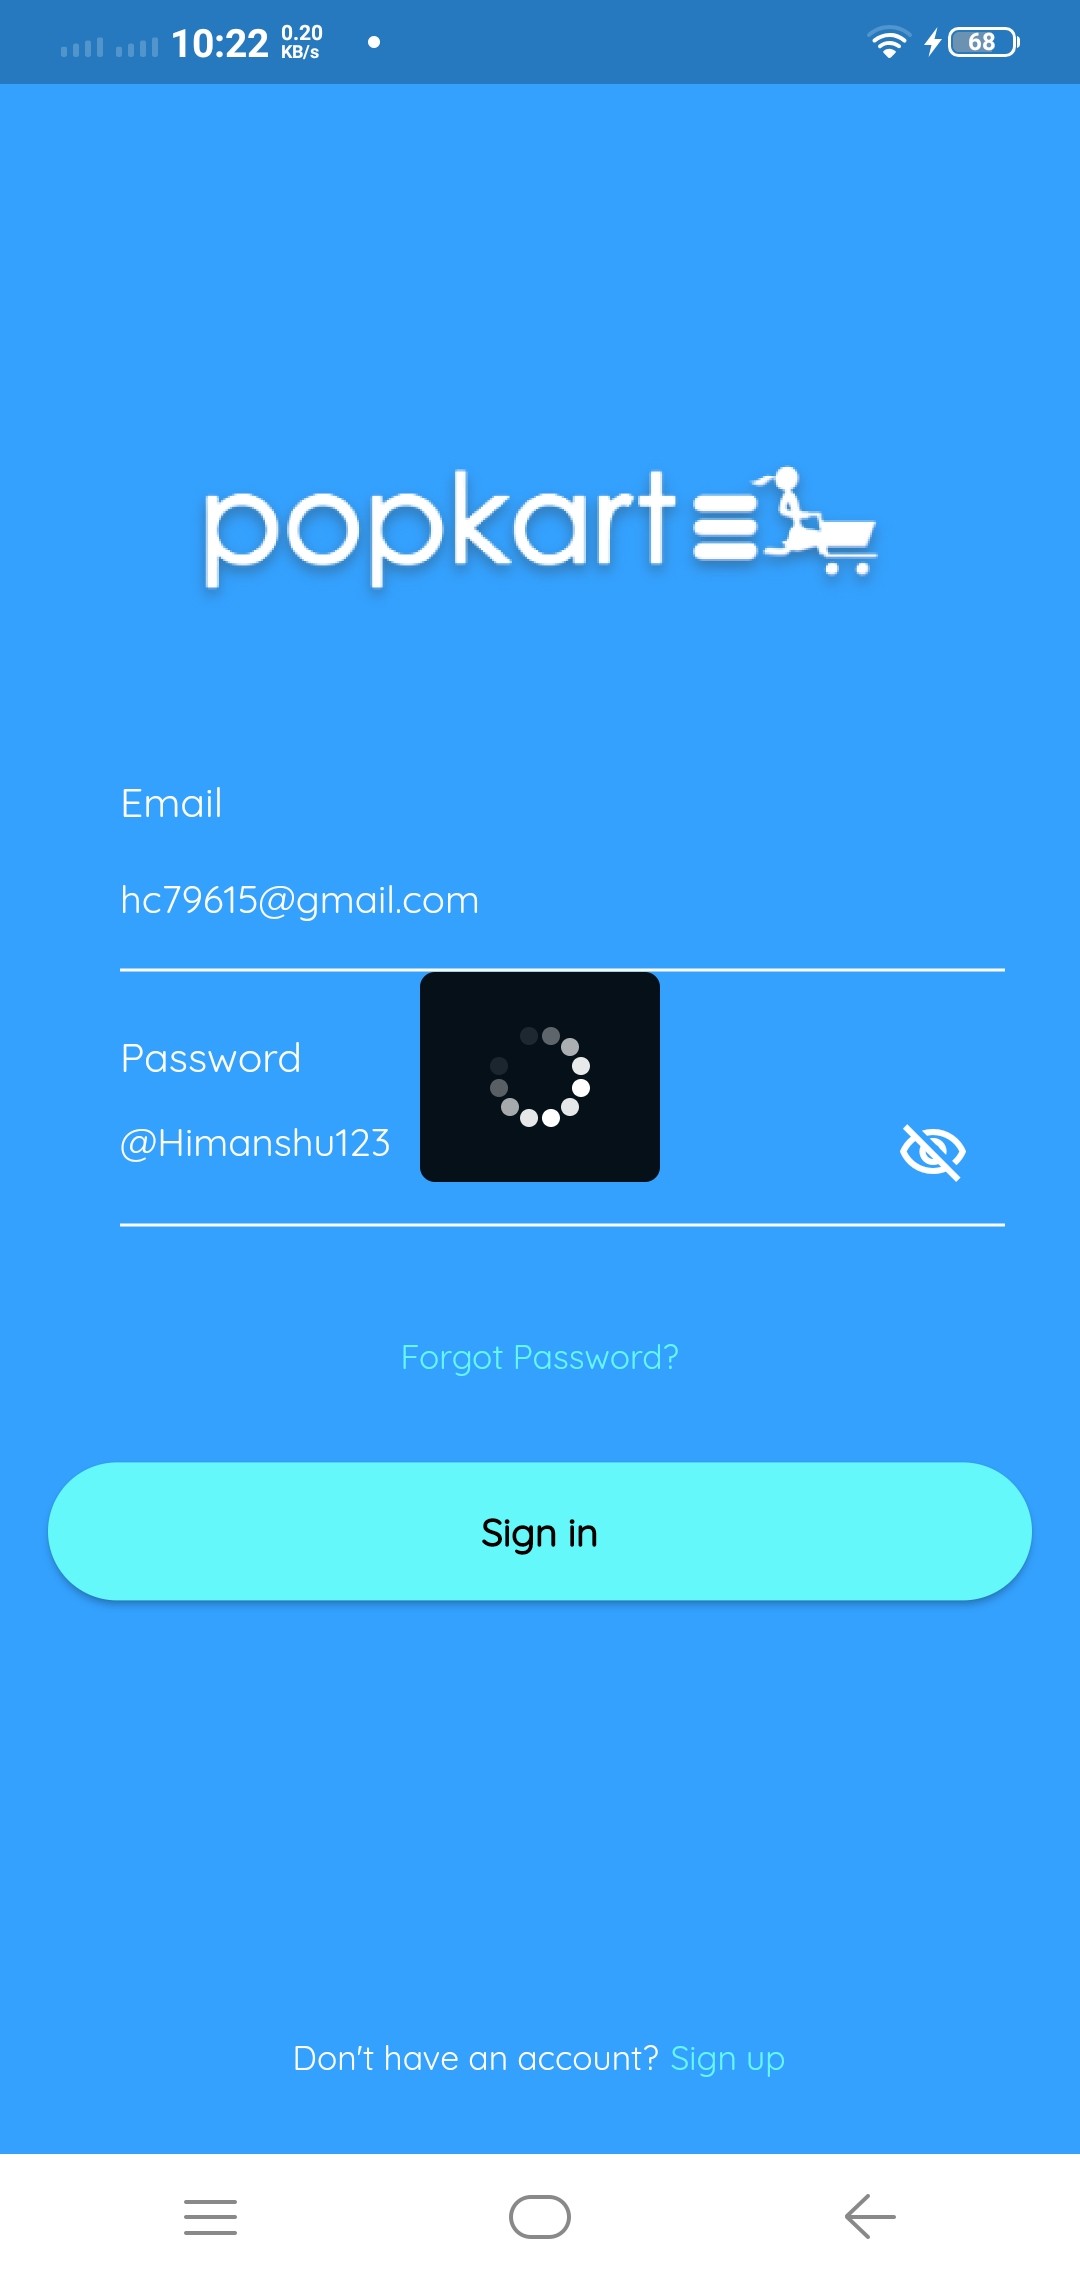 10:22 0.20 KB/s 68
popkart
Email
hc79615@gmail.com
Password
@Himanshu123
Forgot Password?
Sign in
Don't have an account? Sign up